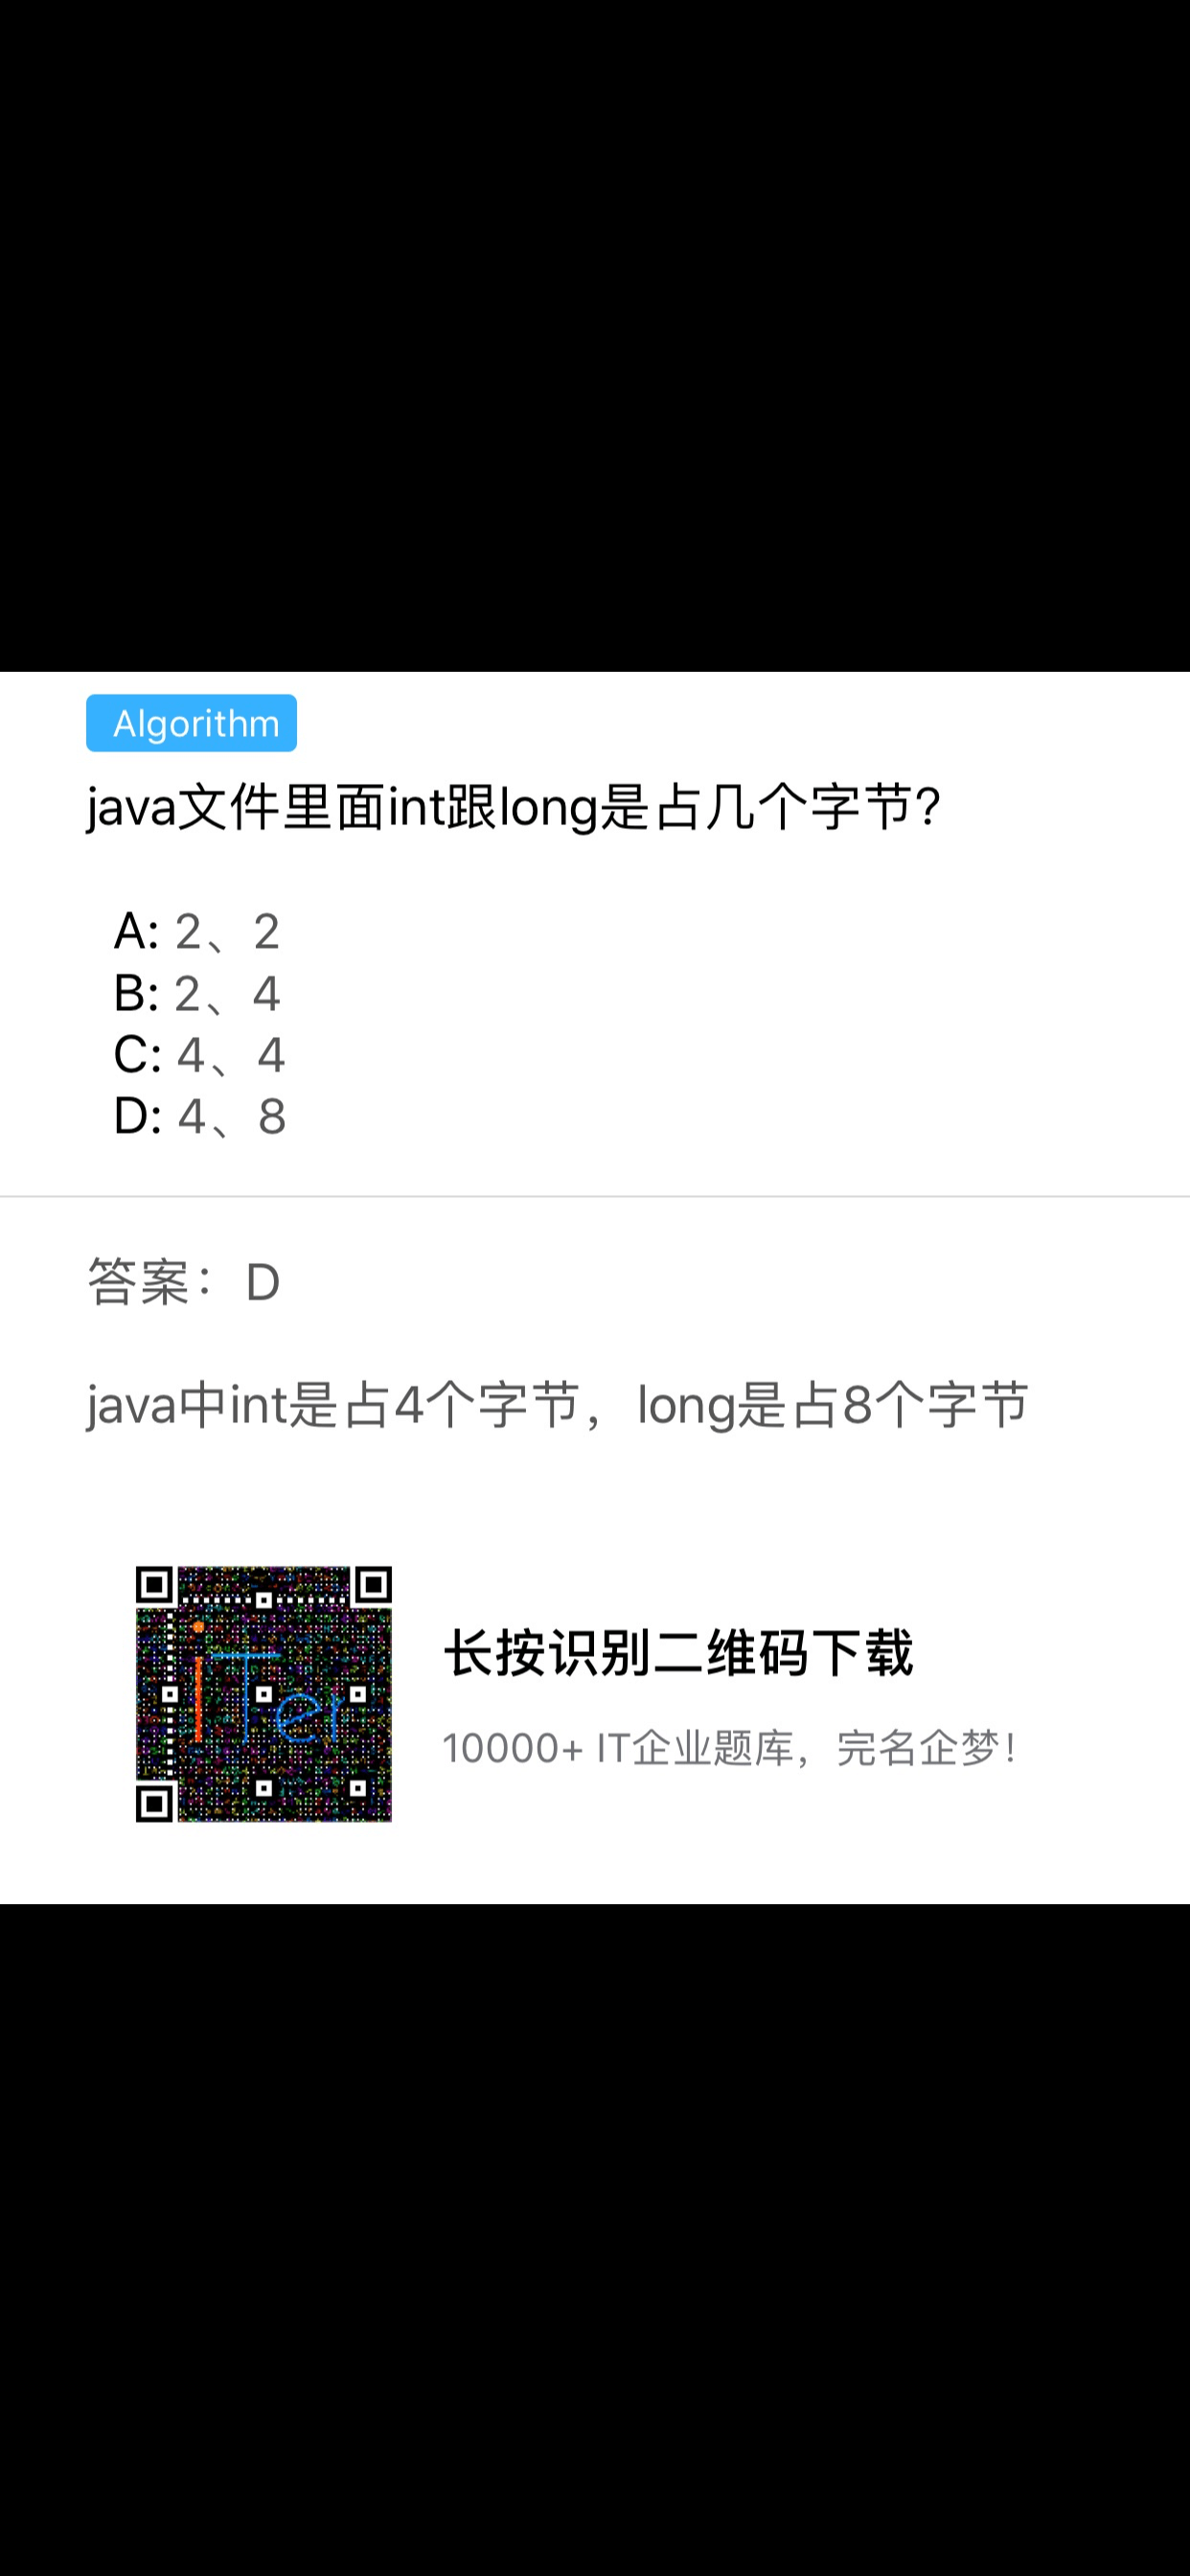 Algorithm
java文件里面int跟long是占几个字节?
A: 2、2
B: 2、4
C: 4、4
D: 4、8
答案：D
java中int是占4个字节，long是占8个字节
iTer
长按识别二维码下载
10000+ IT企业题库，完名企梦！